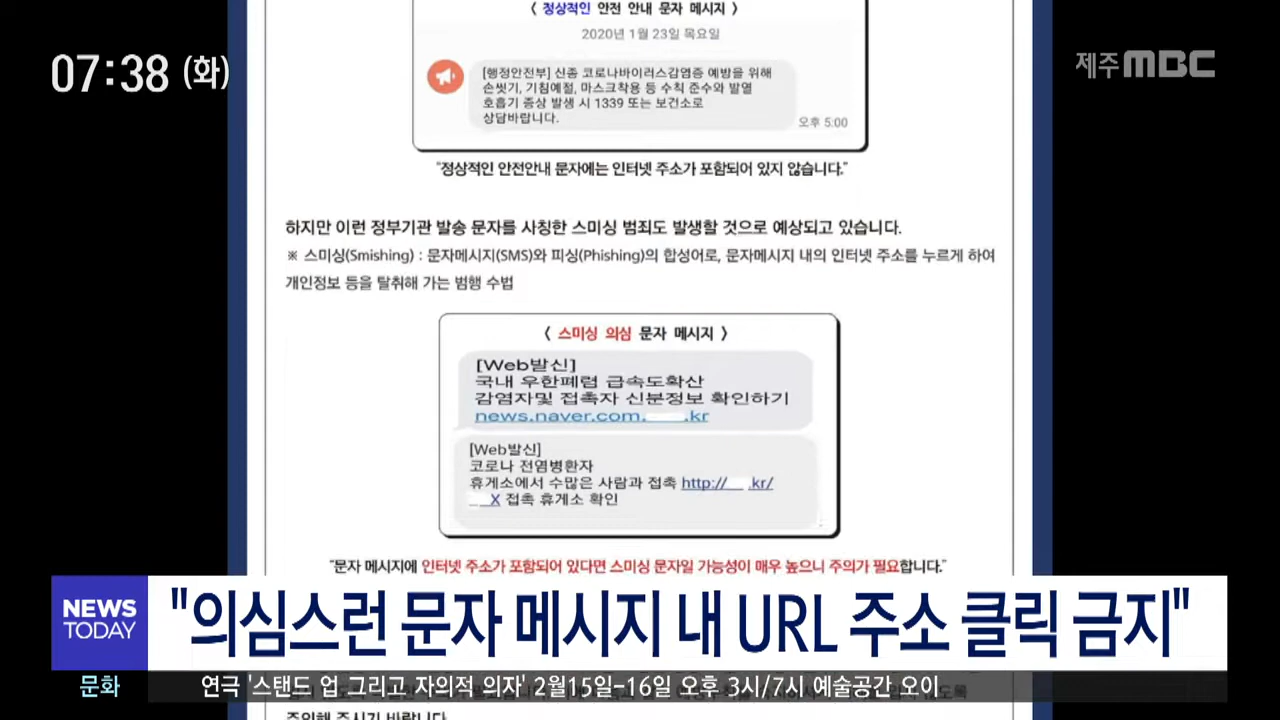 〈 정상적인 안전 안내 문자 메시지 〉
07:38 (화)
제주MBC
2020년 1월 23일 목요일
[행정안전부] 신종 코로나바이러스감염증 예방을 위해
손씻기, 기침예절, 마스크착용 등 수칙 준수와 발열
호흡기 증상 발생 시 1339 또는 보건소로
상담바랍니다.
오후 5:00
"정상적인 안전안내 문자에는 인터넷 주소가 포함되어 있지 않습니다."
하지만 이런 정부기관 발송 문자를 사칭한 스미싱 범죄도 발생할 것으로 예상되고 있습니다.
※ 스미싱(Smishing) : 문자메시지(SMS)와 피싱(Phishing)의 합성어로, 문자메시지 내의 인터넷 주소를 누르게 하여
개인정보 등을 탈취해 가는 범행 수법
〈 스미싱 의심 문자 메시지 〉
[Web발신]
국내 우한폐렴 급속도확산
감염자및 접촉자 신분정보 확인하기
news.naver.com. .kr
[Web발신]
코로나 전염병환자
휴게소에서 수많은 사람과 접촉 http:// .kr/
X 접촉 휴게소 확인
"문자 메시지에 인터넷 주소가 포함되어 있다면 스미싱 문자일 가능성이 매우 높으니 주의가 필요합니다."
NEWS
TODAY
"의심스런 문자 메시지 내 URL 주소 클릭 금지"
문화
연극 '스탠드 업 그리고 자의적 의자' 2월15일-16일 오후 3시/7시 예술공간 오이
주의해 주시기 바랍니다